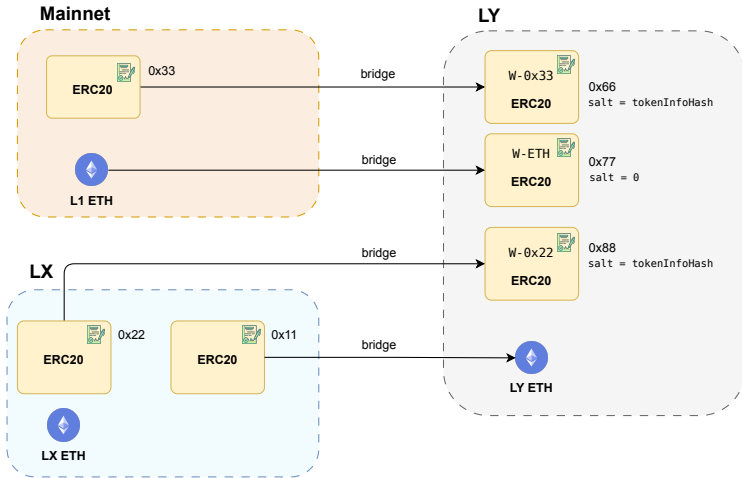 Mainnet
LY
ERC20
0x33
bridge
W-0x33
ERC20
0x66
salt = tokenInfoHash
L1 ETH
bridge
W-ETH
ERC20
0x77
salt = 0
bridge
W-0x22
ERC20
0x88
salt = tokenInfoHash
LX
ERC20
0x22
ERC20
0x11
bridge
LY ETH
LX ETH